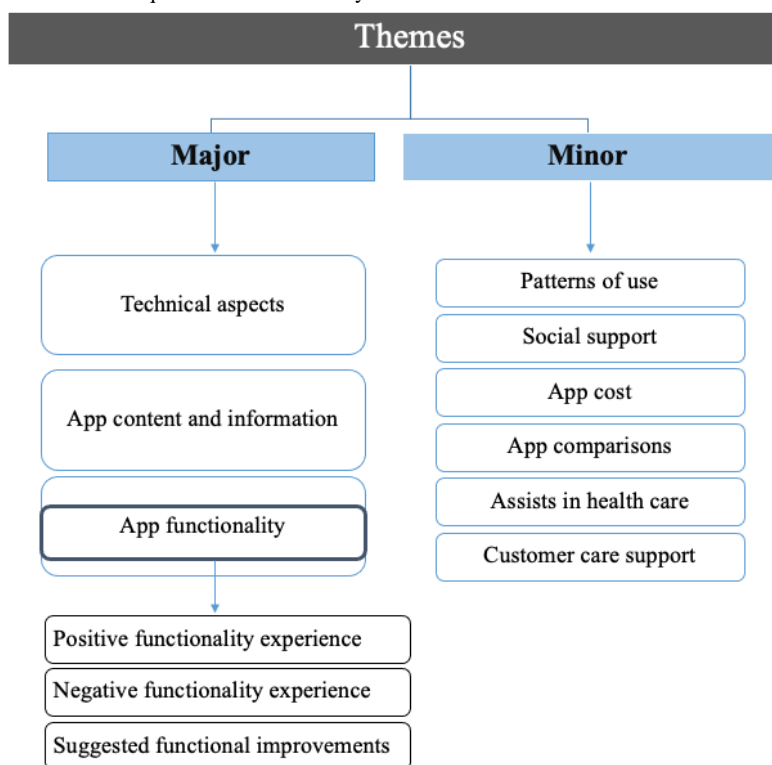 Themes
Major
Minor
Technical aspects
App content and information
App functionality
Positive functionality experience
Negative functionality experience
Suggested functional improvements
Patterns of use
Social support
App cost
App comparisons
Assists in health care
Customer care support